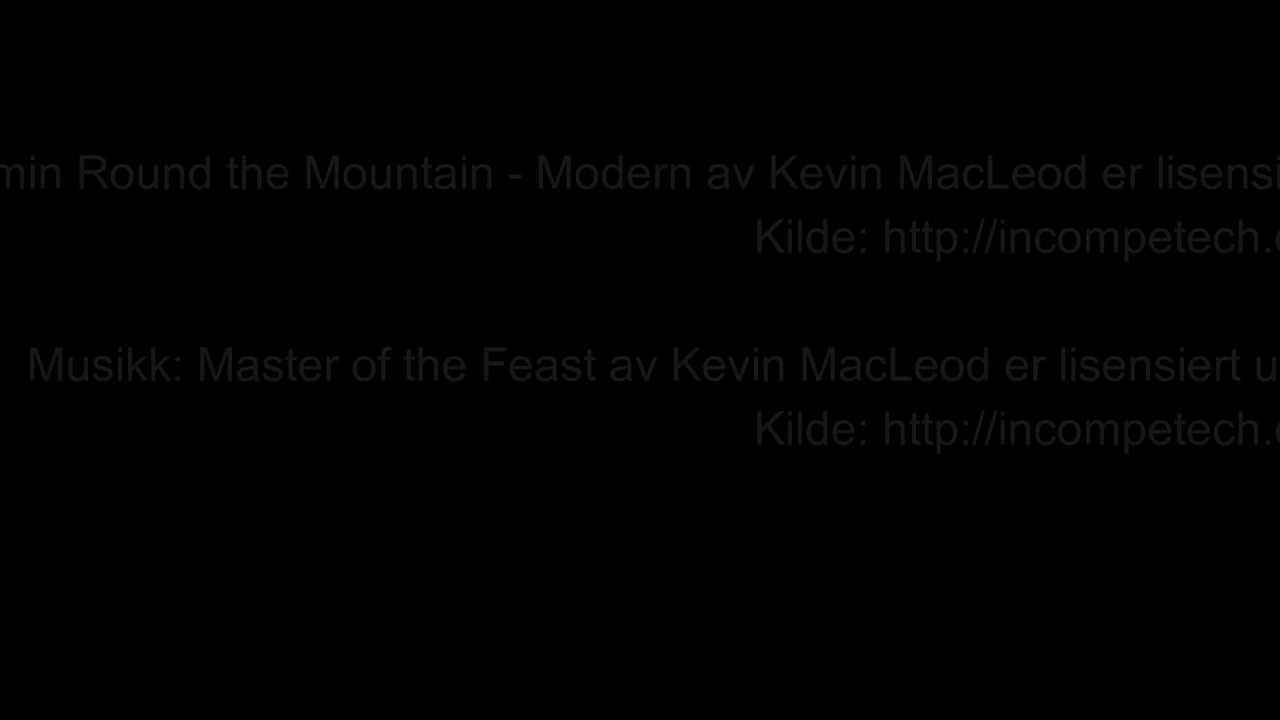 min Round the Mountain - Modern av Kevin MacLeod er lisensi
Kilde: http://incompetech.
Musikk: Master of the Feast av Kevin MacLeod er lisensiert u
Kilde: http://incompetech.